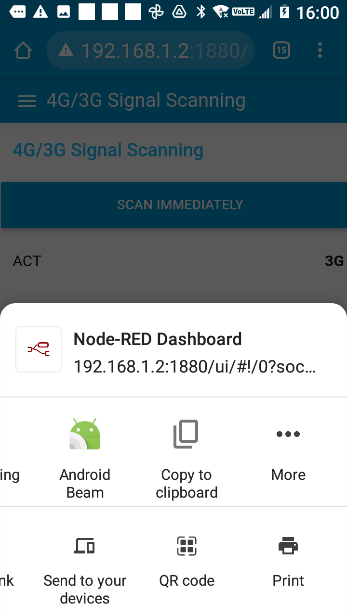 VoLTE 16:00
192.168.1.2:1880/ 15
4G/3G Signal Scanning
4G/3G Signal Scanning
SCAN IMMEDIATELY
ACT 3G
Node-RED Dashboard
192.168.1.2:1880/ui/#!/0?soc...
ing Android Beam Copy to clipboard More
nk Send to your devices QR code Print